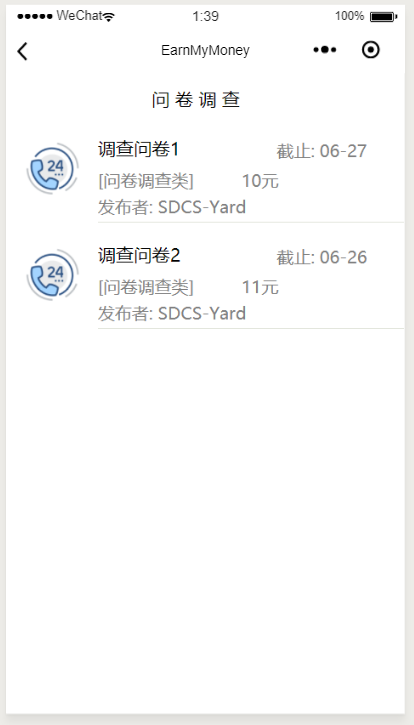 ●●●●● WeChat 1:39 100%
EarnMyMoney
问 卷 调 查
24 调查问卷1 截止: 06-27
[问卷调查类] 10元
发布者: SDCS-Yard
24 调查问卷2 截止: 06-26
[问卷调查类] 11元
发布者: SDCS-Yard